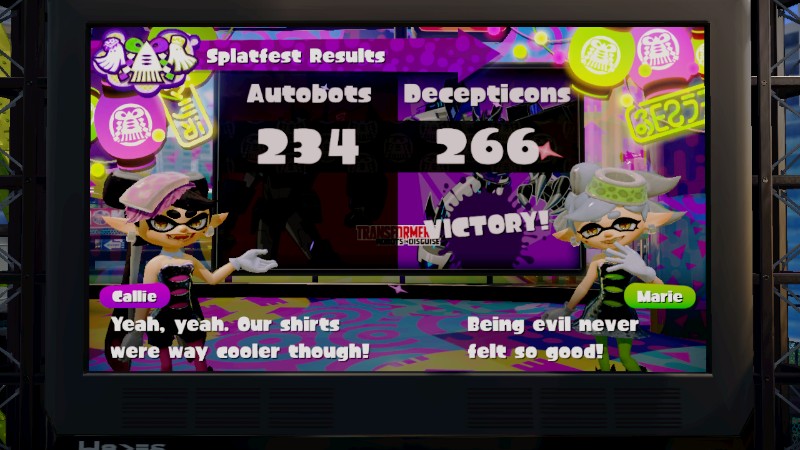 Splatfest Results
Autobots
Decepticons
234
266
VICTORY!
TRANSFORMERS
ROBOTS IN DISGUISE
Callie
Marie
Yeah, yeah. Our shirts
were way cooler though!
Being evil never
felt so good!